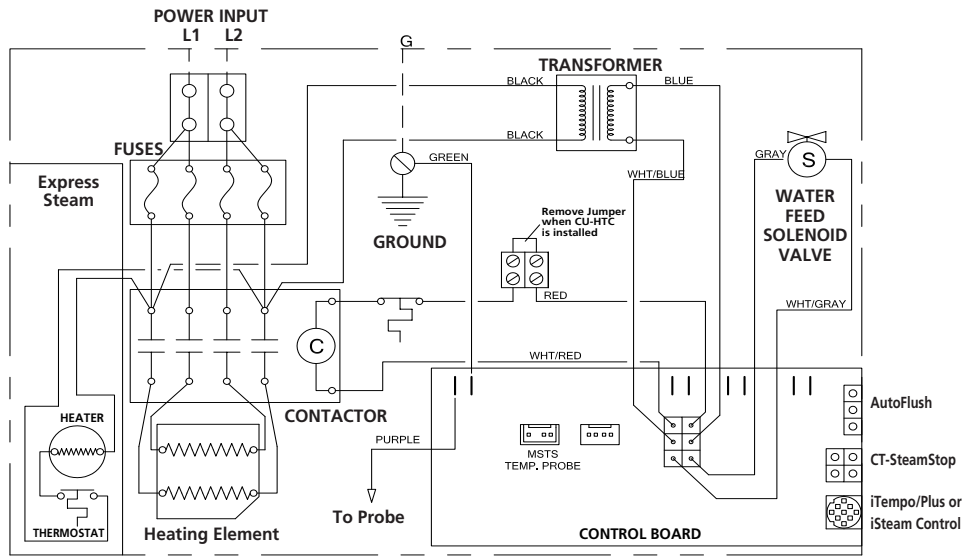 POWER INPUT
L1 L2
G
TRANSFORMER
BLACK
BLUE
FUSES
BLACK
GREEN
GRAY
S
Express
Steam
WHT/BLUE
WATER
FEED
SOLENOID
VALVE
Remove Jumper
when CU-HTC
is installed
GROUND
RED
WHT/GRAY
C
WHT/RED
CONTACTOR
HEATER
PURPLE
MSTS
TEMP. PROBE
AutoFlush
CT-SteamStop
iTempo/Plus or
iSteam Control
THERMOSTAT
Heating Element
To Probe
CONTROL BOARD